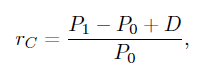 r_C = \frac{P_1 - P_0 + D}{P_0},